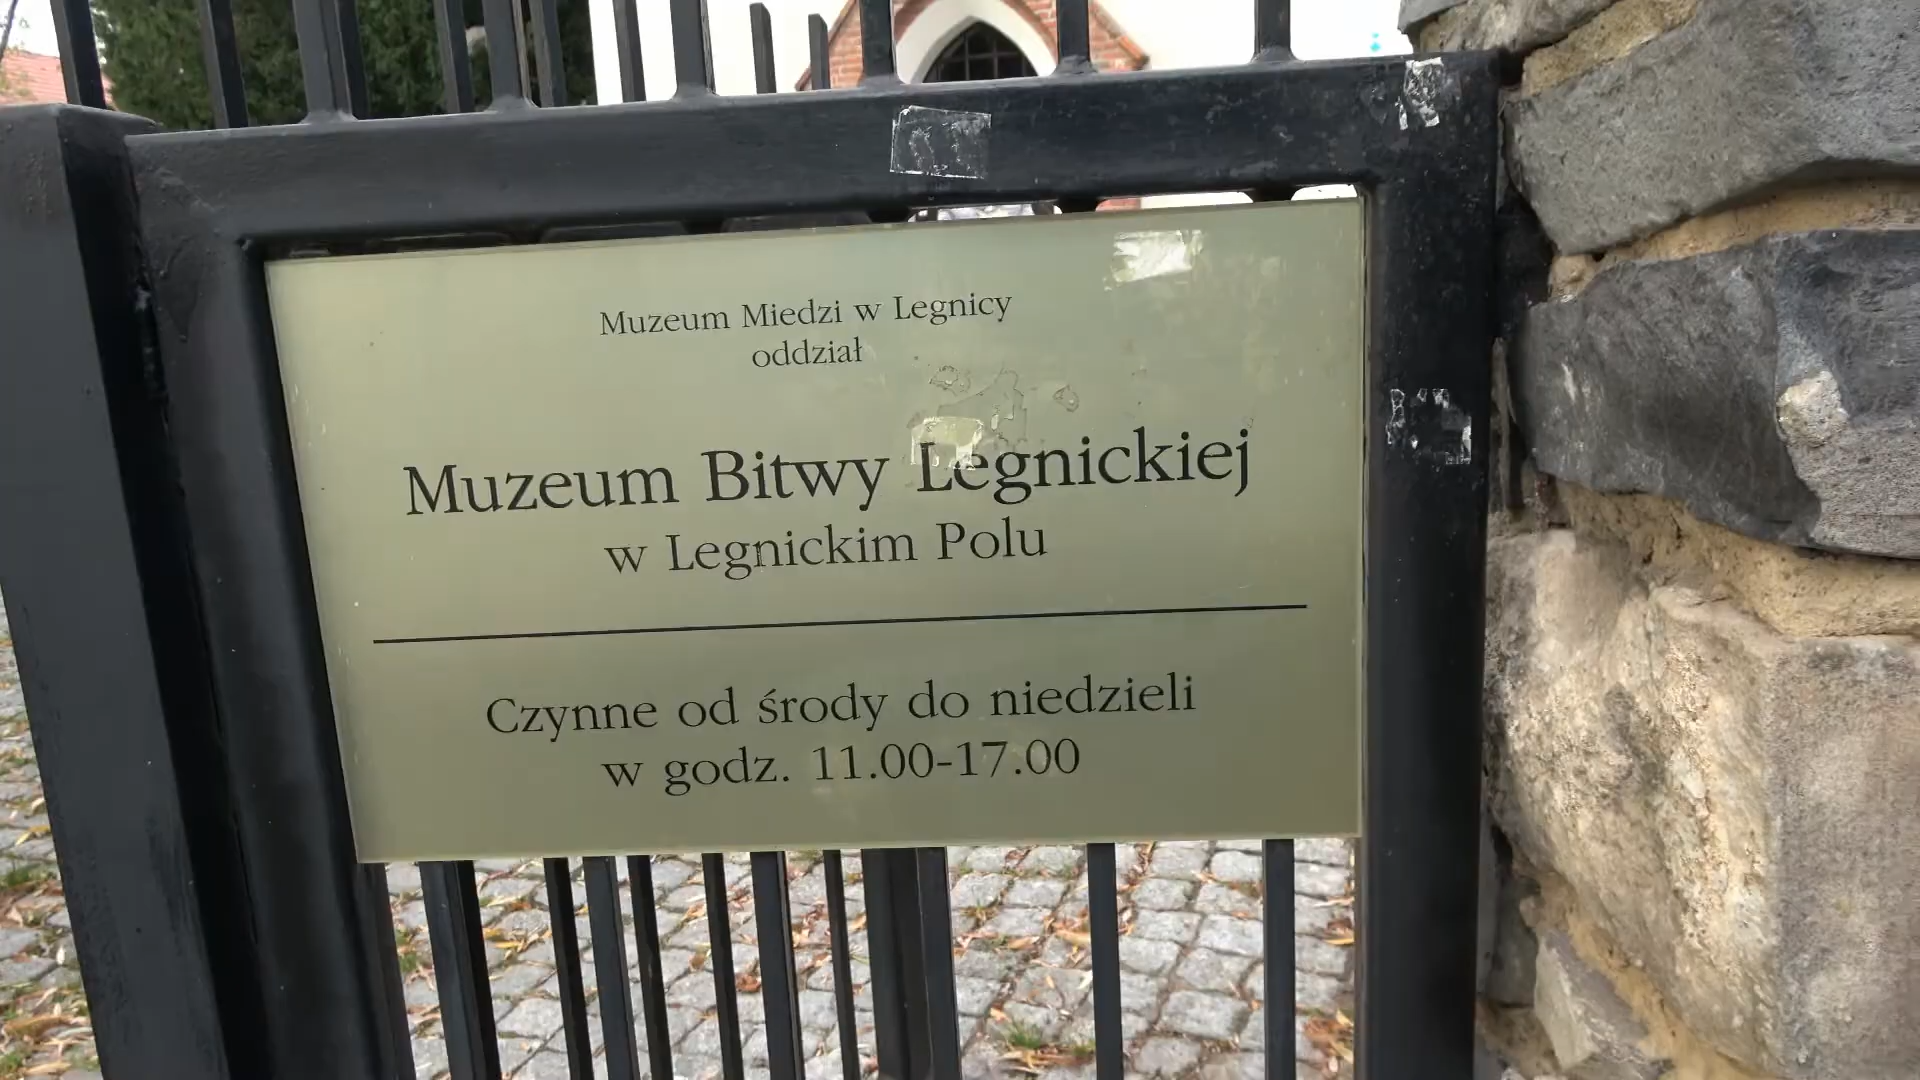 Muzeum Miedzi w Legnicy
oddział
Muzeum Bitwy Legnickiej
w Legnickim Polu
Czynne od środy do niedzieli
w godz. 11.00-17.00